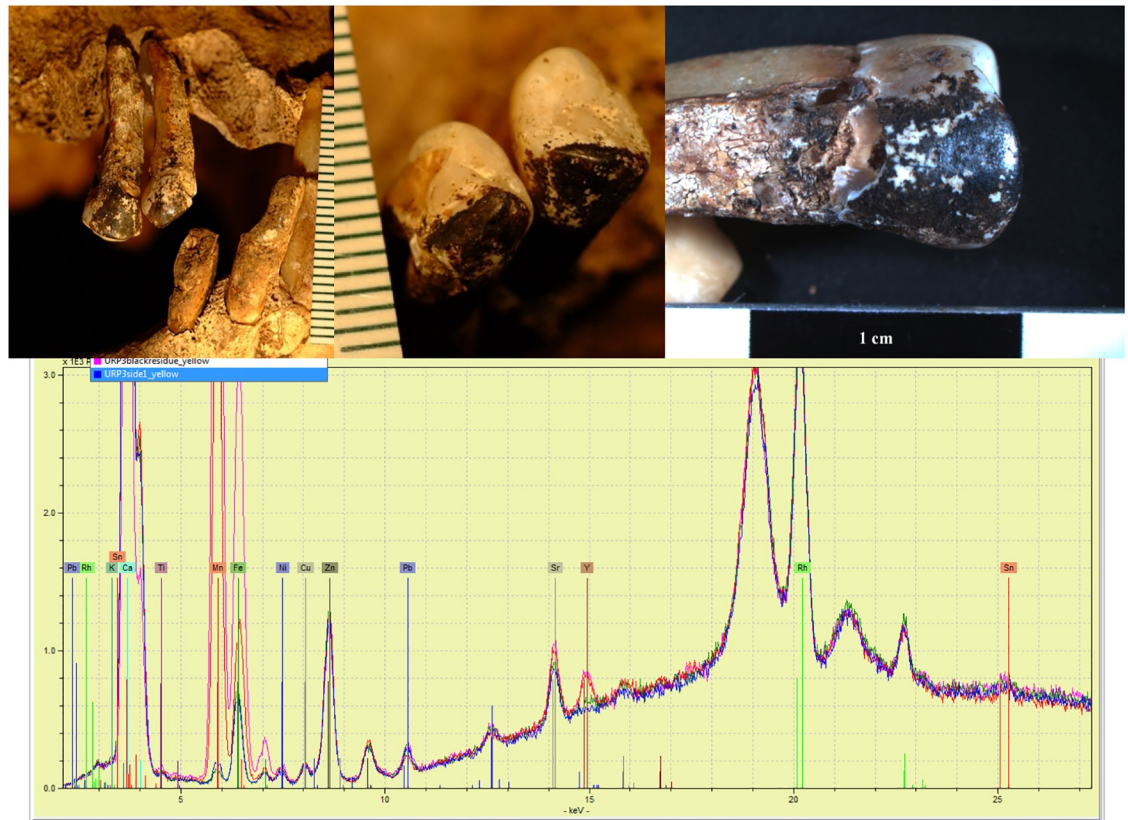 1 cm
x 1E3 P
URP3blackresidue_yellow
URP3side1_yellow
3.0
2.0
Sn
Pb Rh K Ca Ti Mn Fe Ni Cu Zn Pb Sr Y Rh Sn
1.0
0.0
5 10 15 20 25
- keV -